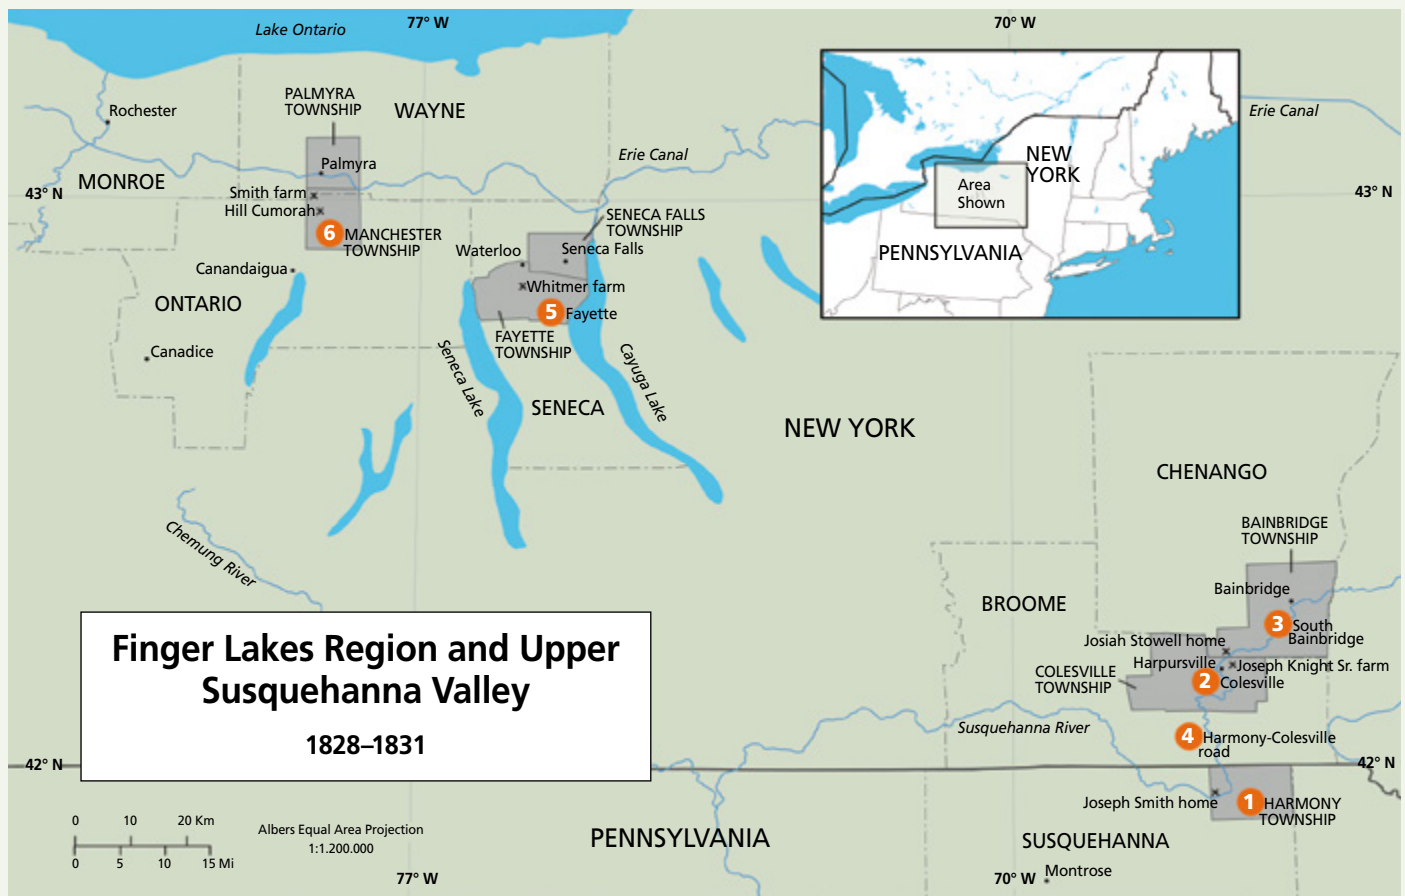 Lake Ontario
77° W
70° W
PALMYRA
TOWNSHIP
WAYNE
Rochester
Erie Canal
Erie Canal
Palmyra
MONROE
43° N
43° N
Smith farm
Hill Cumorah
6
MANCHESTER
TOWNSHIP
SENECA FALLS
TOWNSHIP
Waterloo
Seneca Falls
Canandaigua
Whitmer farm
ONTARIO
5
Fayette
FAYETTE
TOWNSHIP
Canadice
Seneca Lake
Cayuga Lake
SENECA
NEW YORK
NEW
YORK
Area
Shown
PENNSYLVANIA
CHENANGO
Chemung River
BAINBRIDGE
TOWNSHIP
Bainbridge
BROOME
3
South
Bainbridge
Josiah Stowell home
Harpursville
Joseph Knight Sr. farm
COLESVILLE
TOWNSHIP
2
Colesville
Susquehanna River
4
Harmony-Colesville
road
Finger Lakes Region and Upper
Susquehanna Valley
1828–1831
42° N
42° N
Joseph Smith home
1
HARMONY
TOWNSHIP
0 10 20 Km
0 5 10 15 Mi
Albers Equal Area Projection
1:1.200.000
PENNSYLVANIA
SUSQUEHANNA
Montrose
77° W
70° W